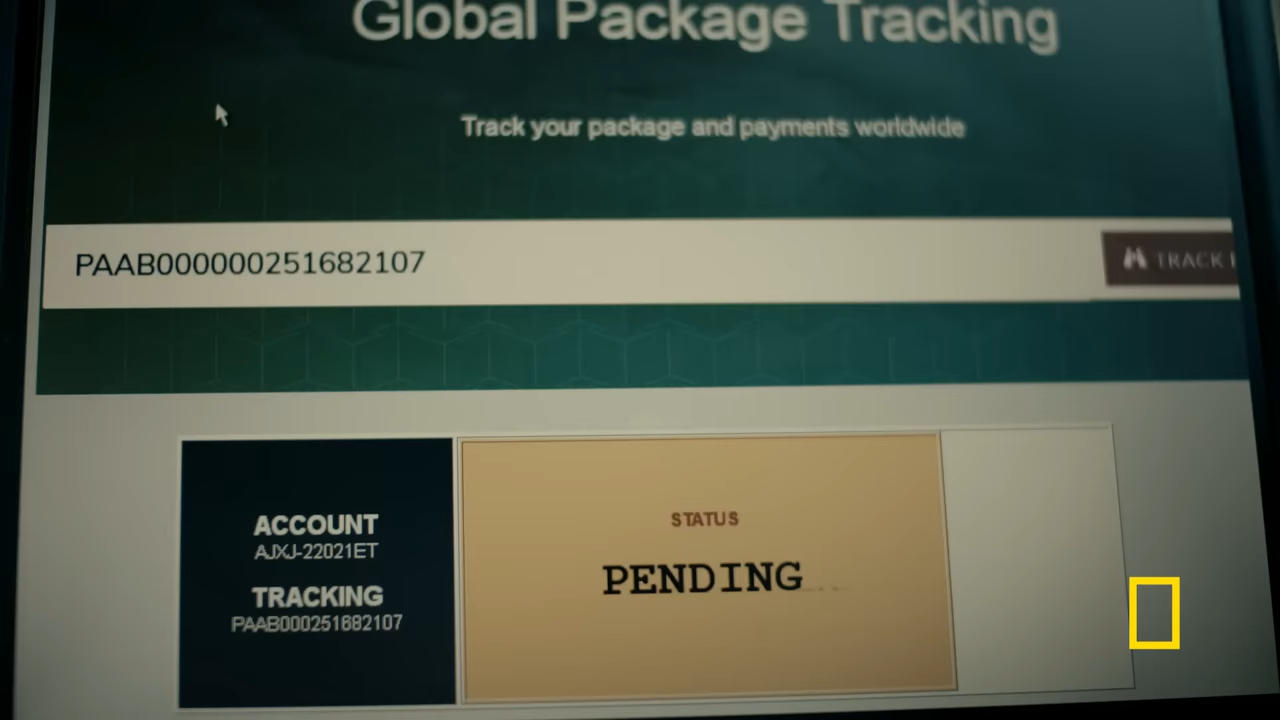 Global Package Tracking
Track your package and payments worldwide
PAAB000000251682107
TRACK
ACCOUNT
AJXJ-22021ET
TRACKING
PAAB000251682107
STATUS
PENDING